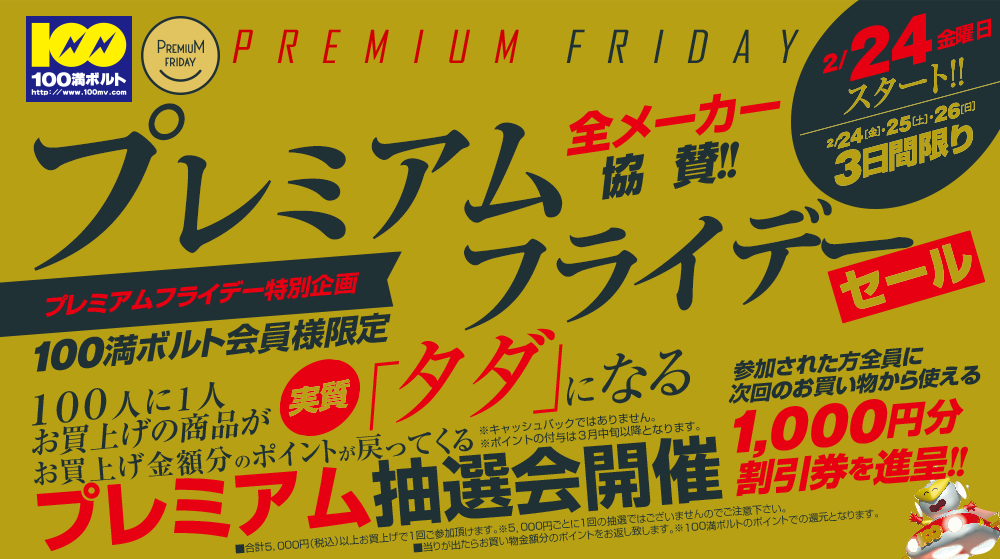 100満ボルト
http://www.100mv.com
PREMIUM
FRIDAY
PREMIUM FRIDAY
2/24金曜日
スタート!!
2/24[金]・25[土]・26[日]
3日間限り
全メーカー
協賛!!
プレミアム
フライデー
セール
プレミアムフライデー特別企画
100満ボルト会員様限定
100人に1人
お買上げの商品が
実質「タダ」になる
お買上げ金額分のポイントが戻ってくる
※キャッシュバックではありません。
※ポイントの付与は3月中旬以降となります。
プレミアム抽選会開催
参加された方全員に
次回のお買い物から使える
1,000円分
割引券を進呈!!
■合計5,000円(税込)以上お買上げで1回ご参加頂けます。※5,000円ごとに1回の抽選ではございませんのでご注意下さい。
■当りが出たらお買い物金額分のポイントをお返し致します。※100満ボルトのポイントでの還元となります。